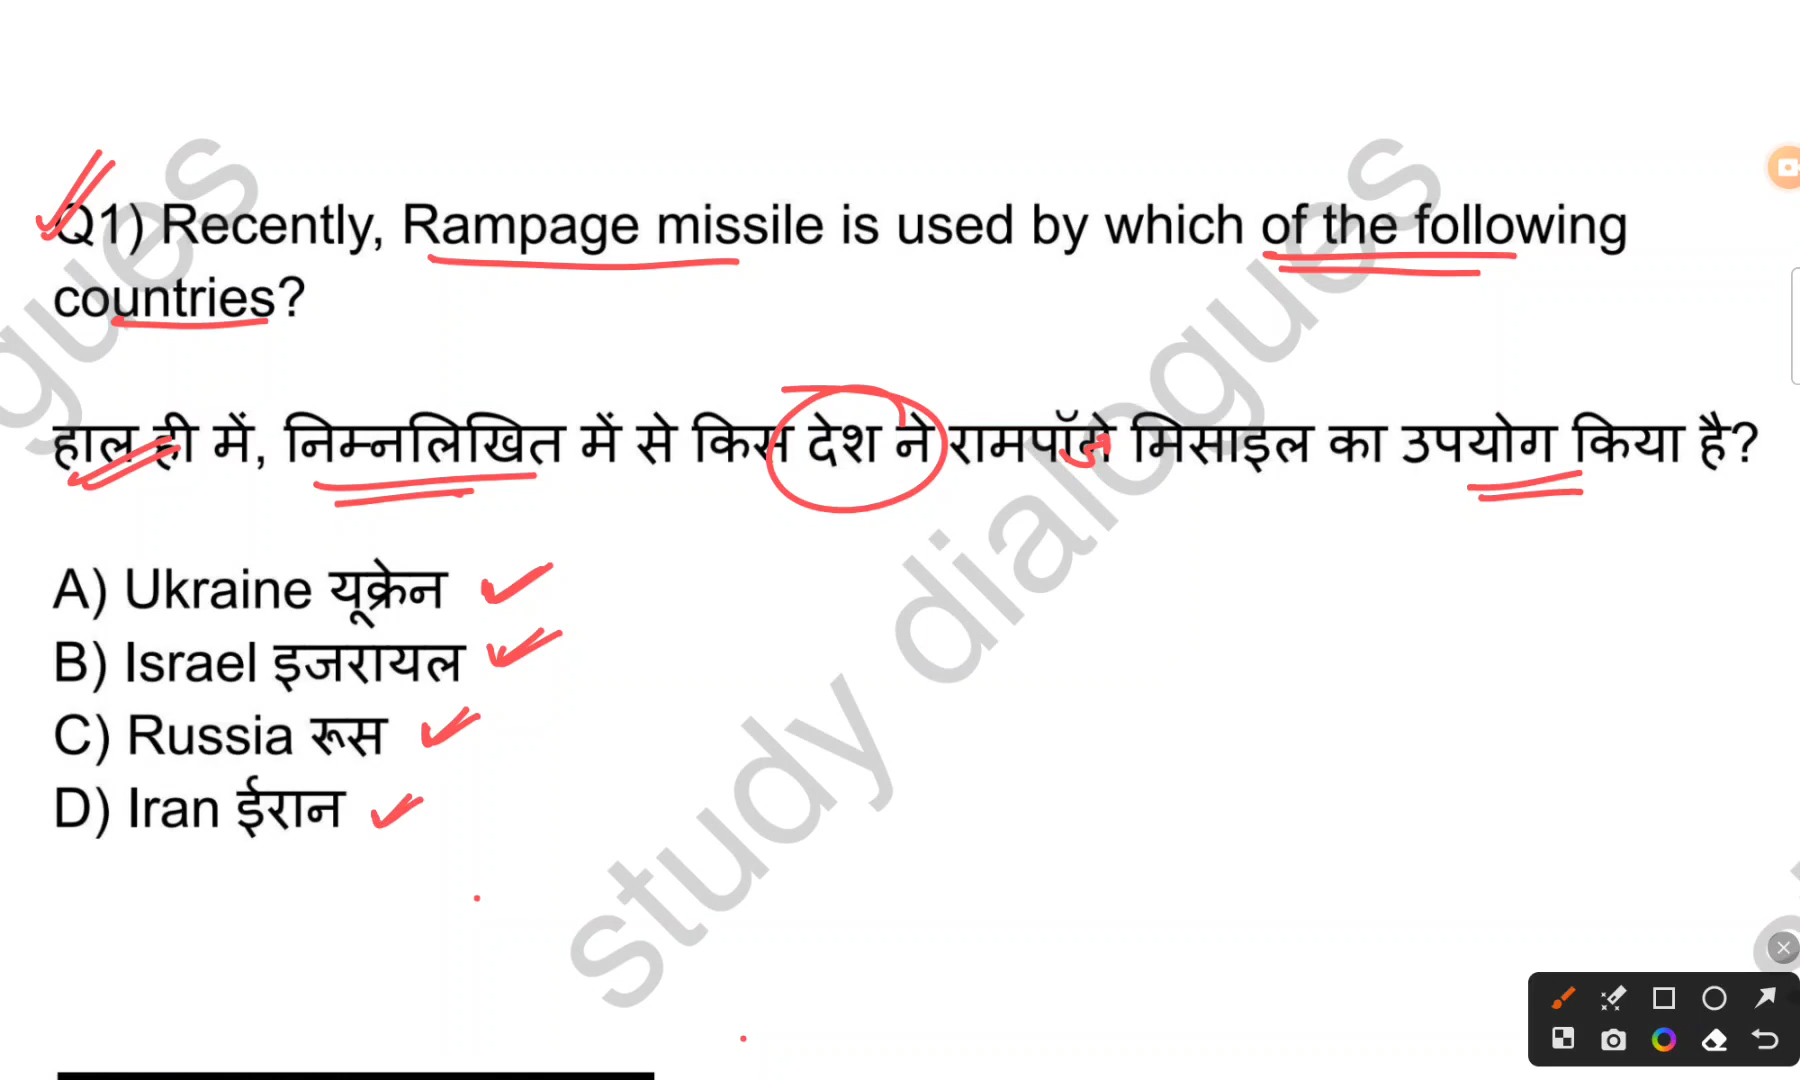 Q1) Recently, Rampage missile is used by which of the following
countries?
हाल ही में, निम्नलिखित में से किस देश ने मिसाइल का उपयोग किया है?
A) Ukraine यूक्रेन
B) Israel इजरायल
C) Russia रूस
D) Iran ईरान
study dialogues
gues